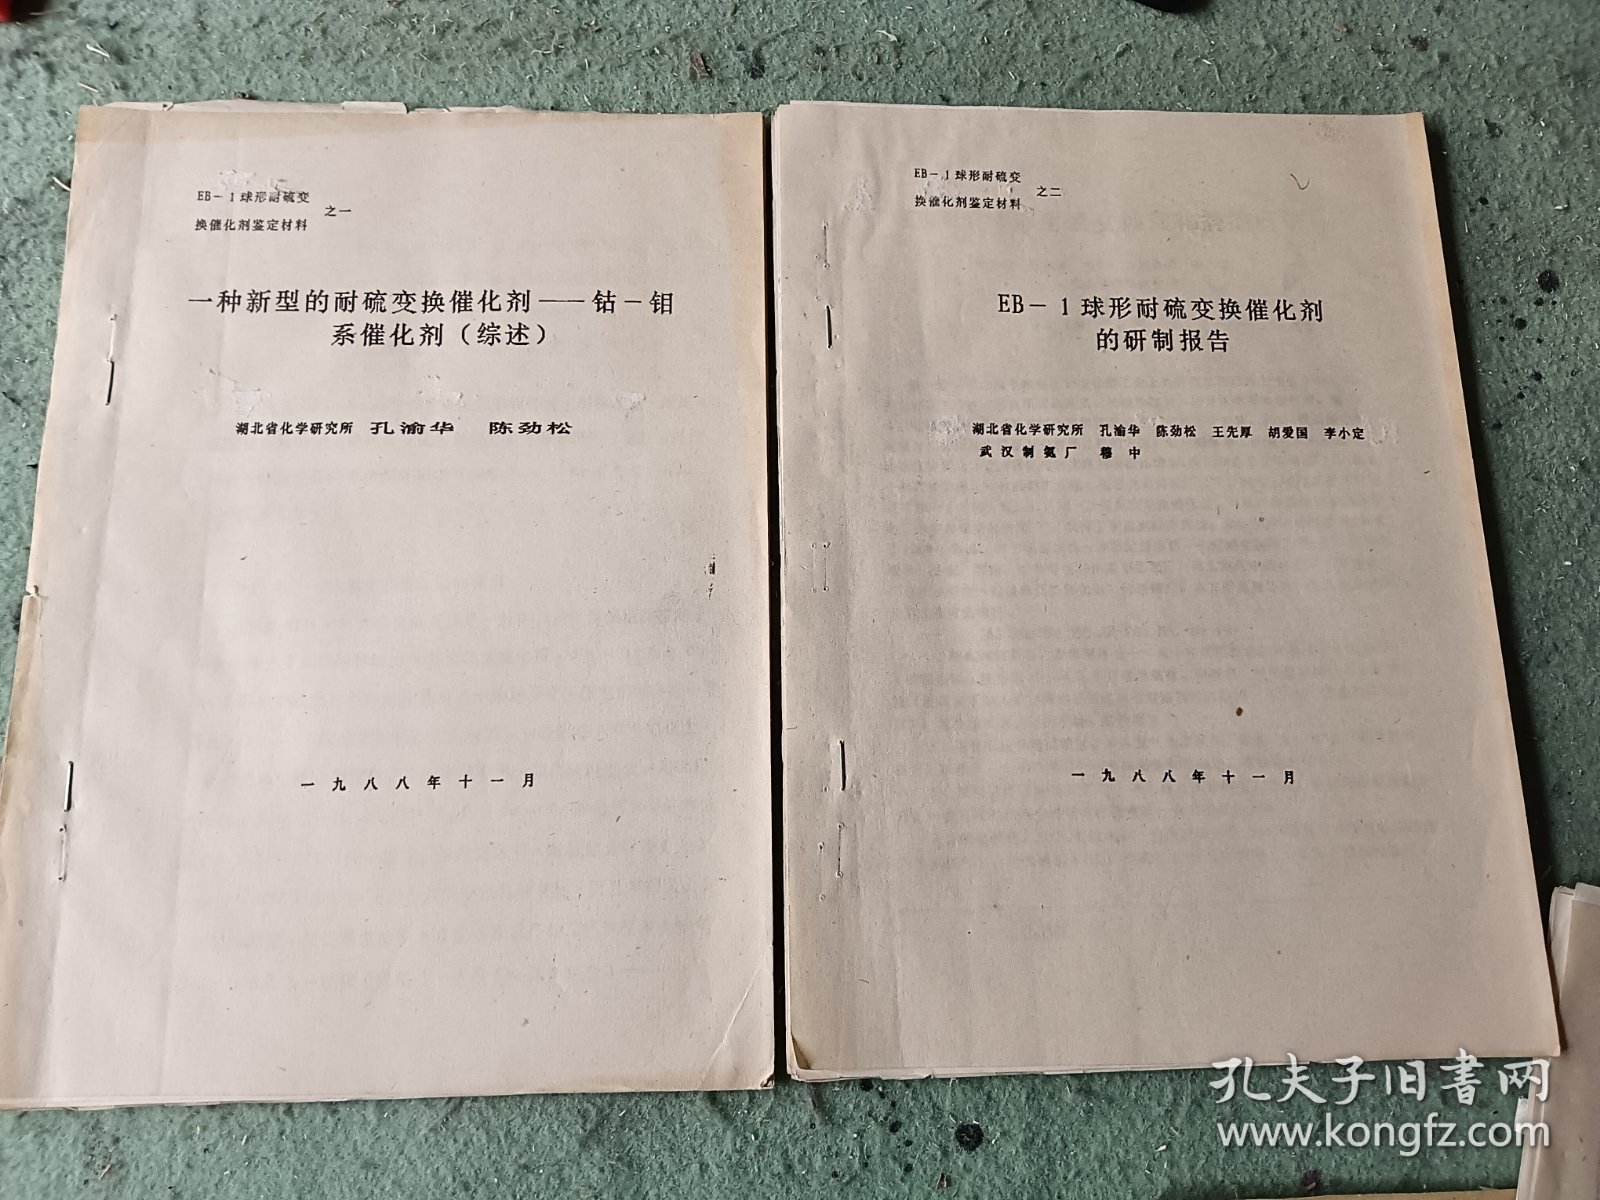 EB－1球形耐硫变
换催化剂鉴定材料
之一
一种新型的耐硫变换催化剂——钴－钼
系催化剂（综述）
湖北省化学研究所 孔渝华 陈劲松
一九八八年十一月
EB－1球形耐硫变
换催化剂鉴定材料
之二
EB－1球形耐硫变换催化剂
的研制报告
湖北省化学研究所 孔渝华 陈劲松 王先厚 胡爱国 李小定
武汉制氨厂 穆中
一九八八年十一月
孔夫子旧書网
www.kongfz.com